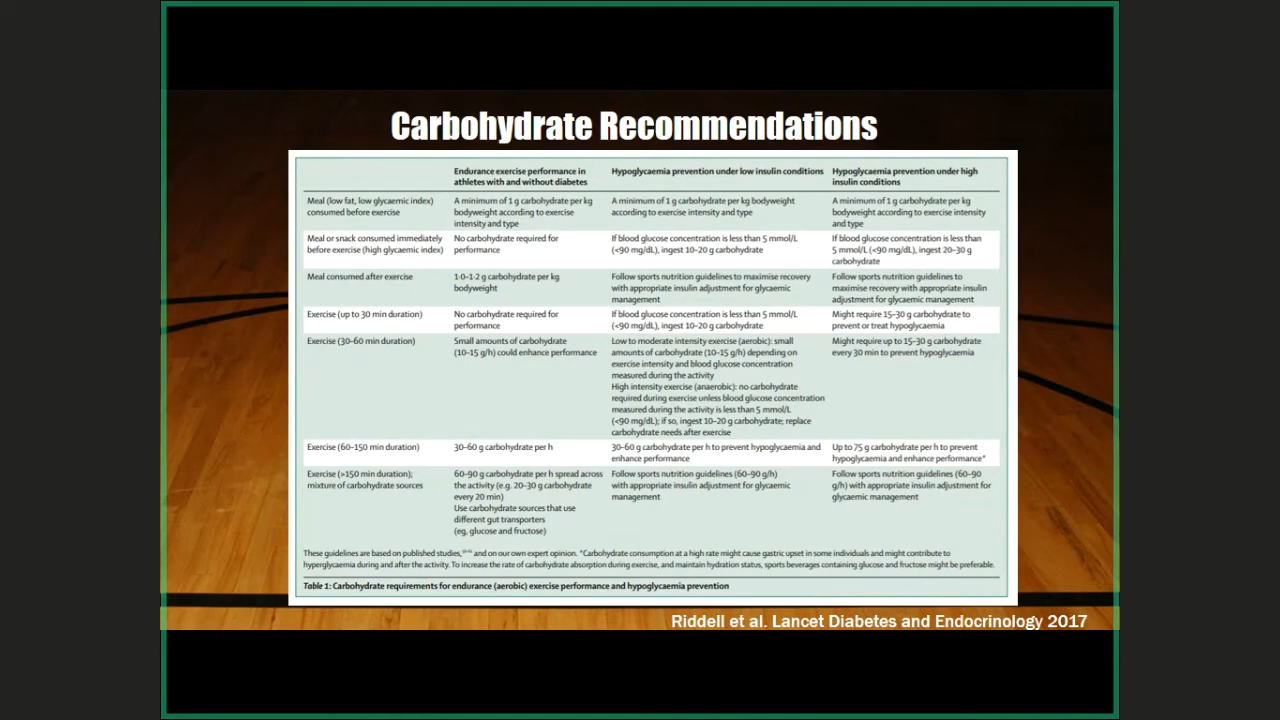 Carbohydrate Recommendations
Endurance exercise performance in athletes with and without diabetes
Hypoglycaemia prevention under low insulin conditions
Hypoglycaemia prevention under high insulin conditions
Meal (low fat, low glycaemic index) consumed before exercise
A minimum of 1 g carbohydrate per kg bodyweight according to exercise intensity and type
A minimum of 1 g carbohydrate per kg bodyweight according to exercise intensity and type
A minimum of 1 g carbohydrate per kg bodyweight according to exercise intensity and type
Meal or snack consumed immediately before exercise (high glycaemic index)
No carbohydrate required for performance
If blood glucose concentration is less than 5 mmol/L (<90 mg/dL), ingest 10–20 g carbohydrate
If blood glucose concentration is less than 5 mmol/L (<90 mg/dL), ingest 20–30 g carbohydrate
Meal consumed after exercise
1·0–1·2 g carbohydrate per kg bodyweight
Follow sports nutrition guidelines to maximise recovery with appropriate insulin adjustment for glycaemic management
Follow sports nutrition guidelines to maximise recovery with appropriate insulin adjustment for glycaemic management
Exercise (up to 30 min duration)
No carbohydrate required for performance
If blood glucose concentration is less than 5 mmol/L (<90 mg/dL), ingest 10–20 g carbohydrate
Might require 15–30 g carbohydrate to prevent or treat hypoglycaemia
Exercise (30–60 min duration)
Small amounts of carbohydrate (10–15 g/h) could enhance performance
Low to moderate intensity exercise (aerobic): small amounts of carbohydrate (10–15 g/h) depending on exercise intensity and blood glucose concentration measured during the activity
High intensity exercise (anaerobic): no carbohydrate required during exercise unless blood glucose concentration measured during the activity is less than 5 mmol/L (<90 mg/dL); if so, ingest 10–20 g carbohydrate; replace carbohydrate needs after exercise
Might require up to 15–30 g carbohydrate every 30 min to prevent hypoglycaemia
Exercise (60–150 min duration)
30–60 g carbohydrate per h
30–60 g carbohydrate per h to prevent hypoglycaemia and enhance performance
Up to 75 g carbohydrate per h to prevent hypoglycaemia and enhance performance*
Exercise (>150 min duration); mixture of carbohydrate sources
60–90 g carbohydrate per h spread across the activity (e.g. 20–30 g carbohydrate every 20 min)
Use carbohydrate sources that use different gut transporters (eg, glucose and fructose)
Follow sports nutrition guidelines (60–90 g/h) with appropriate insulin adjustment for glycaemic management
Follow sports nutrition guidelines (60–90 g/h) with appropriate insulin adjustment for glycaemic management
These guidelines are based on published studies, and on our own expert opinion. *Carbohydrate consumption at a high rate might cause gastric upset in some individuals and might contribute to
hyperglycaemia during and after the activity. To increase the rate of carbohydrate absorption during exercise, and maintain hydration status, sports beverages containing glucose and fructose might be preferable.
Table 1: Carbohydrate requirements for endurance (aerobic) exercise performance and hypoglycaemia prevention
Riddell et al. Lancet Diabetes and Endocrinology 2017